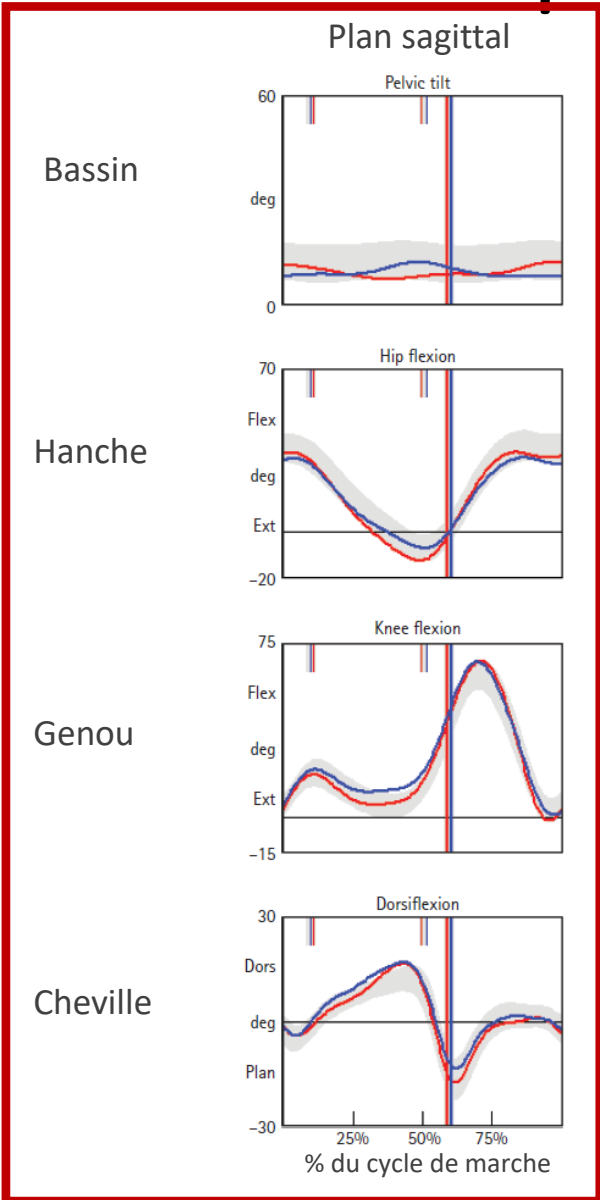 Plan sagittal
Pelvic tilt
60
Bassin
deg
0
Hip flexion
70
Flex
Hanche
deg
Ext
−20
Knee flexion
75
Flex
Genou
deg
Ext
−15
Dorsiflexion
30
Dors
Cheville
deg
Plan
−30
25% 50% 75%
% du cycle de marche